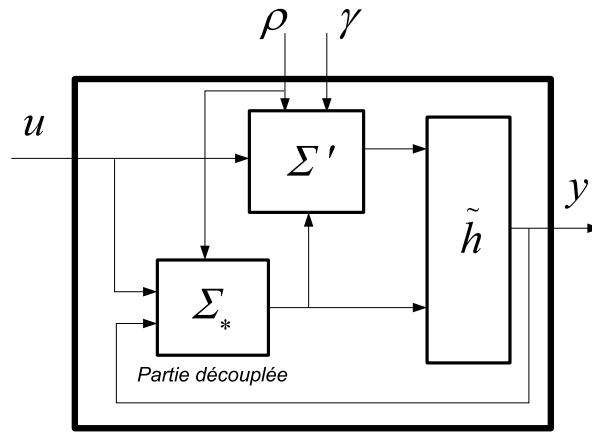 ρ γ
u
Σ'
y
h̃
Σ*
Partie découplée